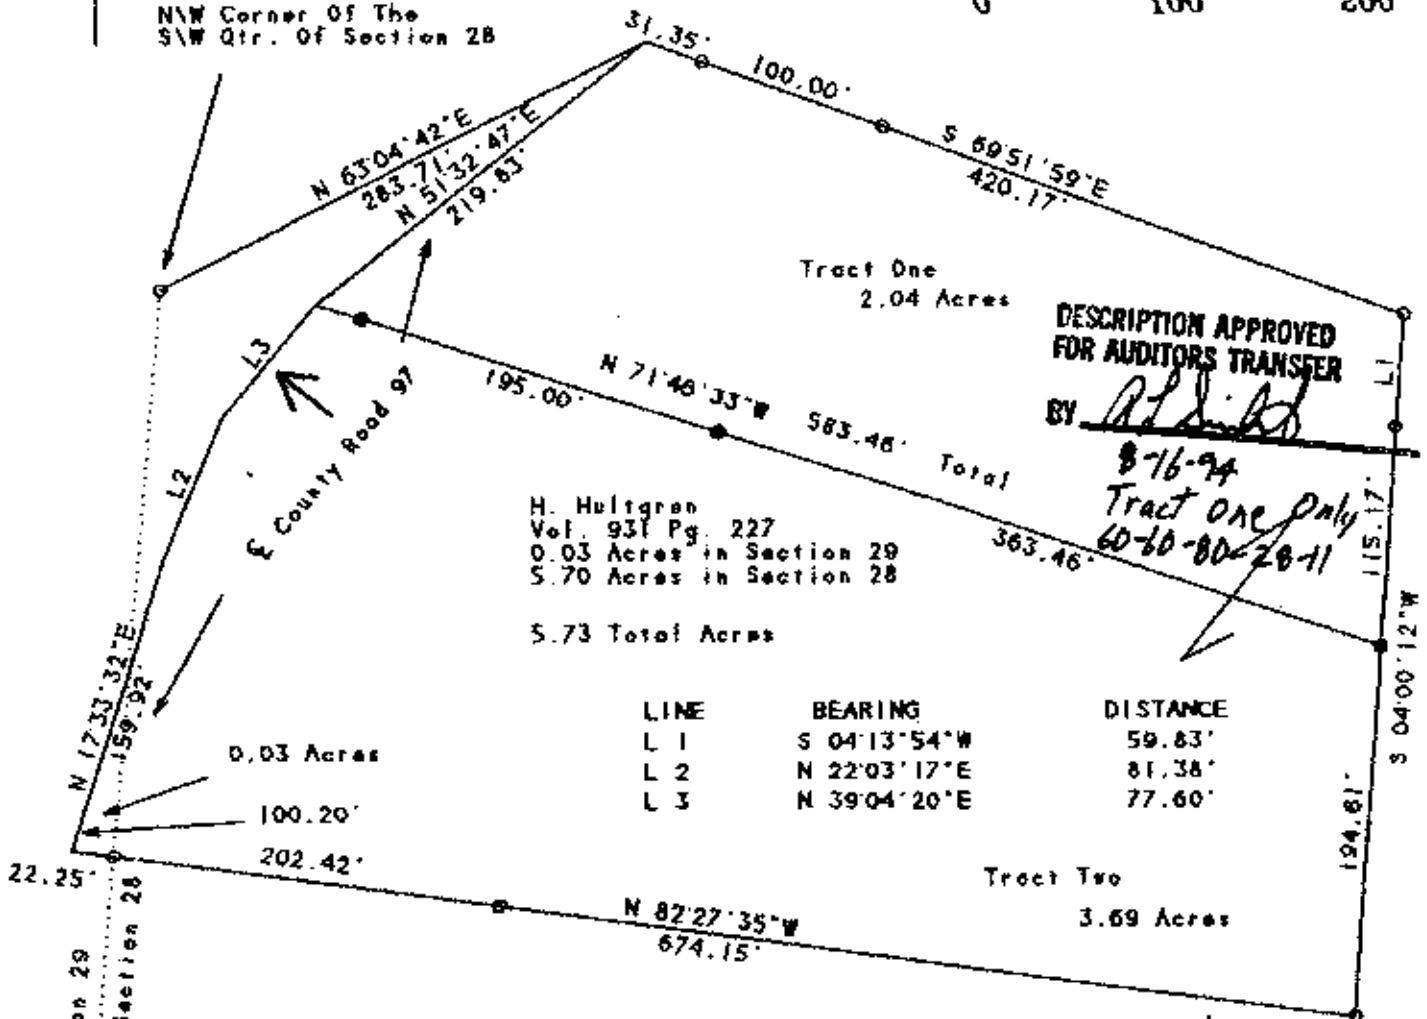 0 100 200
N\W Corner Of The
S\W Qtr. Of Section 28
31.35'
100.00'
S 69°51'59"E
420.17'
N 63°04'42"E
283.71'
N 51°32'47"E
219.83'
Tract One
2.04 Acres
DESCRIPTION APPROVED
FOR AUDITORS TRANSFER
BY
8-16-94
Tract One Only
60-60-80-28-11
L1
L3
195.00'
N 71°46'33"W
583.46' Total
363.46'
115.17'
L2
℄ County Road 97
H. Hultgren
Vol. 931 Pg. 227
0.03 Acres in Section 29
5.70 Acres in Section 28
5.73 Total Acres
S 04°00'12"W
N 17°33'32"E
159.92'
LINE BEARING DISTANCE
L 1 S 04°13'54"W 59.83'
L 2 N 22°03'17"E 81.38'
L 3 N 39°04'20"E 77.60'
0.03 Acres
100.20'
194.61'
22.25'
202.42'
N 82°27'35"W
674.15'
Tract Two
3.69 Acres
on 29
Section 28